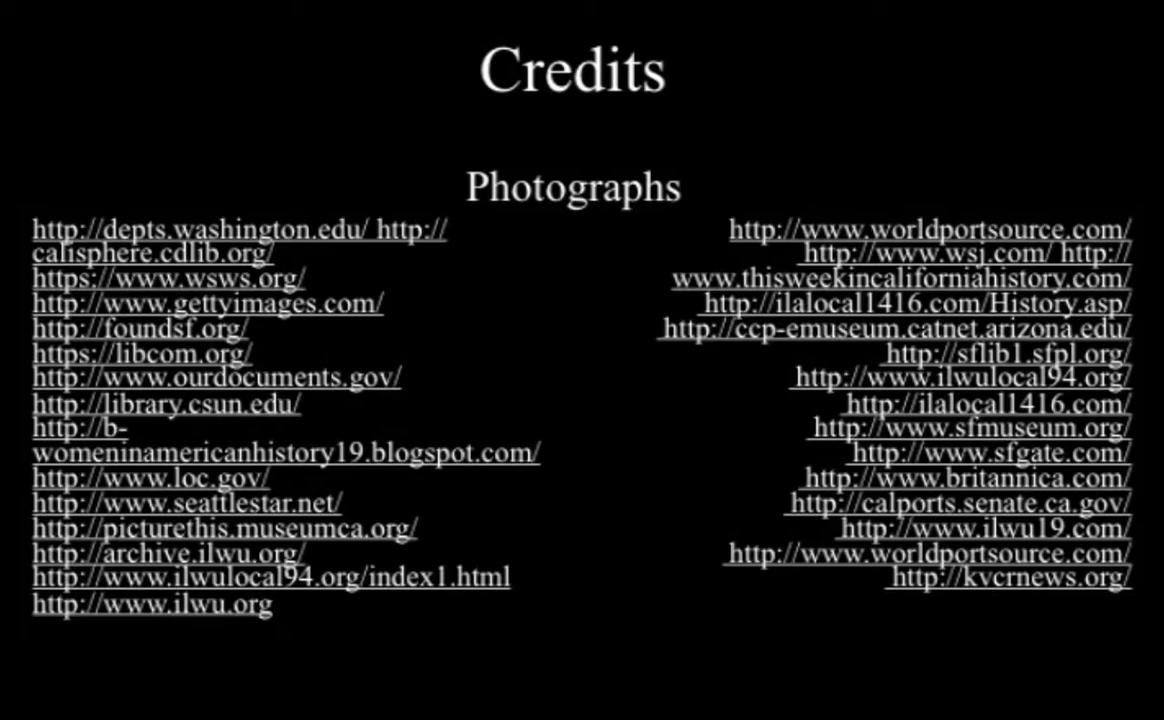 Credits
Photographs
http://depts.washington.edu/ http://
calisphere.cdlib.org/
https://www.wsws.org/
http://www.gettyimages.com/
http://foundsf.org/
https://libcom.org/
http://www.ourdocuments.gov/
http://library.csun.edu/
http://b-
womeninamericanhistory19.blogspot.com/
http://www.loc.gov/
http://www.seattlestar.net/
http://picturethis.museumca.org/
http://archive.ilwu.org/
http://www.ilwulocal94.org/index1.html
http://www.ilwu.org
http://www.worldportsource.com/
http://www.wsj.com/ http://
www.thisweekincaliforniahistory.com/
http://ilalocal1416.com/History.asp/
http://ccp-emuseum.catnet.arizona.edu/
http://sflib1.sfpl.org/
http://www.ilwulocal94.org/
http://ilalocal1416.com/
http://www.sfmuseum.org/
http://www.sfgate.com/
http://www.britannica.com/
http://calports.senate.ca.gov/
http://www.ilwu19.com/
http://www.worldportsource.com/
http://kvcrnews.org/